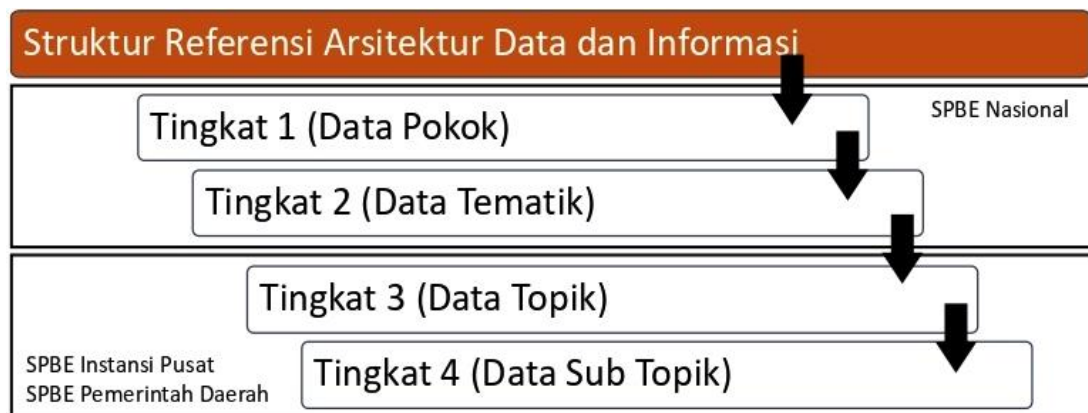 Struktur Referensi Arsitektur Data dan Informasi
SPBE Nasional
Tingkat 1 (Data Pokok)
Tingkat 2 (Data Tematik)
Tingkat 3 (Data Topik)
SPBE Instansi Pusat
SPBE Pemerintah Daerah
Tingkat 4 (Data Sub Topik)